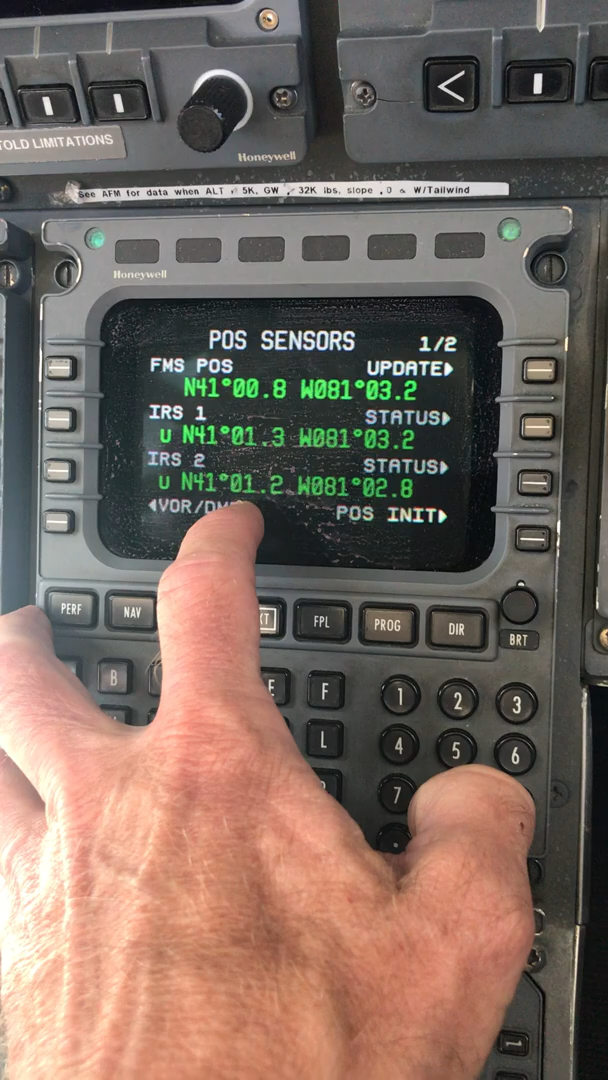 TOLD LIMITATIONS
Honeywell
<
See AFM for data when ALT 5K, GW 32K lbs, slope 0 & W/Tailwind
Honeywell
POS SENSORS 1/2
FMS POS UPDATE
N41°00.8 W081°03.2
IRS 1 STATUS
U N41°01.3 W081°03.2
IRS 2 STATUS
U N41°01.2 W081°02.8
POS INIT
PERF NAV FPL PROG DIR BRT
B F 1 2 3
L 4 5 6
7